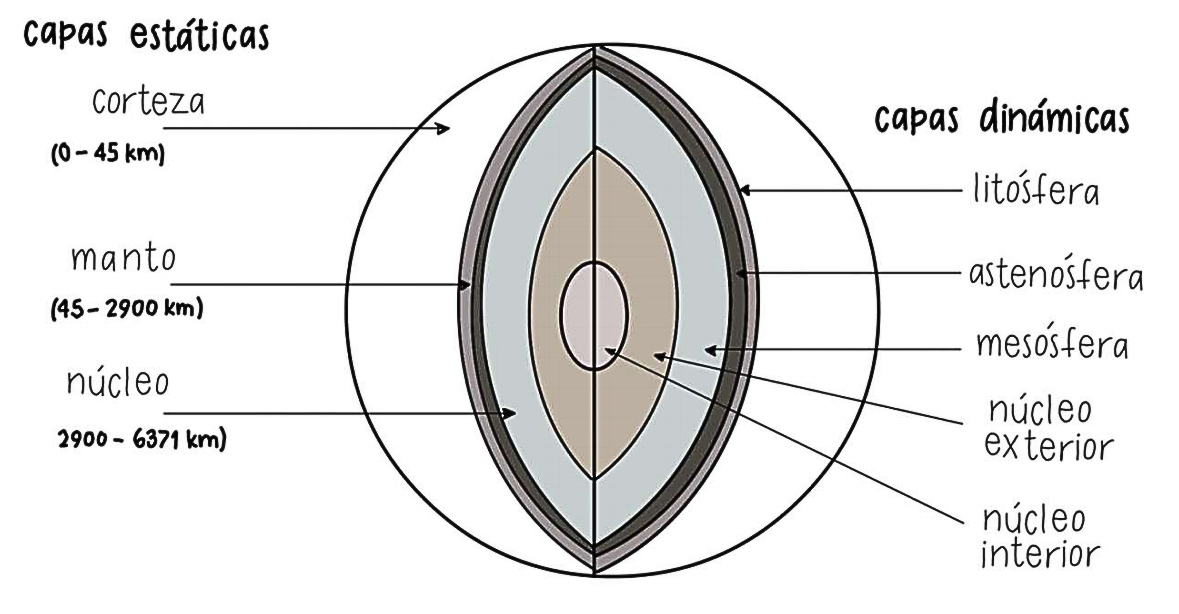 capas estáticas
corteza
(0 - 45 km)
manto
(45 - 2900 km)
núcleo
2900 - 6371 km)
capas dinámicas
litósfera
astenósfera
mesósfera
núcleo
exterior
núcleo
interior